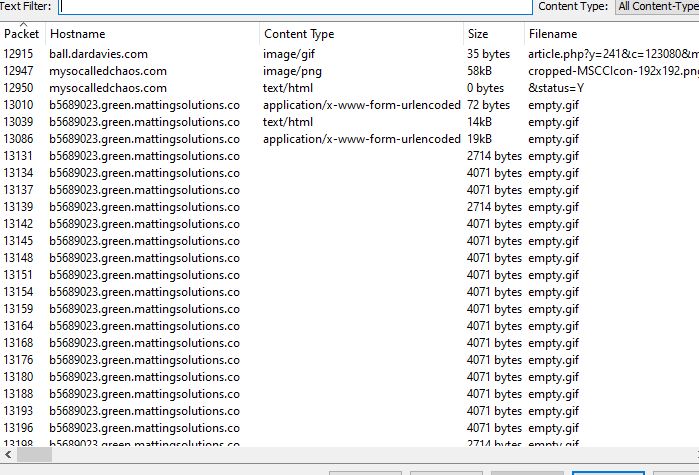 Text Filter: Content Type: All Content-Type
Packet Hostname Content Type Size Filename
12915 ball.dardavies.com image/gif 35 bytes article.php?y=241&c=123080&m
12947 mysocalledchaos.com image/png 58kB cropped-MSCCIcon-192x192.png
12950 mysocalledchaos.com text/html 0 bytes &status=Y
13010 b5689023.green.mattingsolutions.co application/x-www-form-urlencoded 72 bytes empty.gif
13039 b5689023.green.mattingsolutions.co text/html 14kB empty.gif
13086 b5689023.green.mattingsolutions.co application/x-www-form-urlencoded 19kB empty.gif
13131 b5689023.green.mattingsolutions.co 2714 bytes empty.gif
13134 b5689023.green.mattingsolutions.co 4071 bytes empty.gif
13137 b5689023.green.mattingsolutions.co 4071 bytes empty.gif
13139 b5689023.green.mattingsolutions.co 2714 bytes empty.gif
13142 b5689023.green.mattingsolutions.co 4071 bytes empty.gif
13145 b5689023.green.mattingsolutions.co 4071 bytes empty.gif
13148 b5689023.green.mattingsolutions.co 4071 bytes empty.gif
13151 b5689023.green.mattingsolutions.co 4071 bytes empty.gif
13154 b5689023.green.mattingsolutions.co 4071 bytes empty.gif
13159 b5689023.green.mattingsolutions.co 4071 bytes empty.gif
13164 b5689023.green.mattingsolutions.co 4071 bytes empty.gif
13168 b5689023.green.mattingsolutions.co 4071 bytes empty.gif
13176 b5689023.green.mattingsolutions.co 4071 bytes empty.gif
13180 b5689023.green.mattingsolutions.co 4071 bytes empty.gif
13188 b5689023.green.mattingsolutions.co 4071 bytes empty.gif
13193 b5689023.green.mattingsolutions.co 4071 bytes empty.gif
13196 b5689023.green.mattingsolutions.co 4071 bytes empty.gif
13198 b5689023.green.mattingsolutions.co 2714 bytes empty.gif